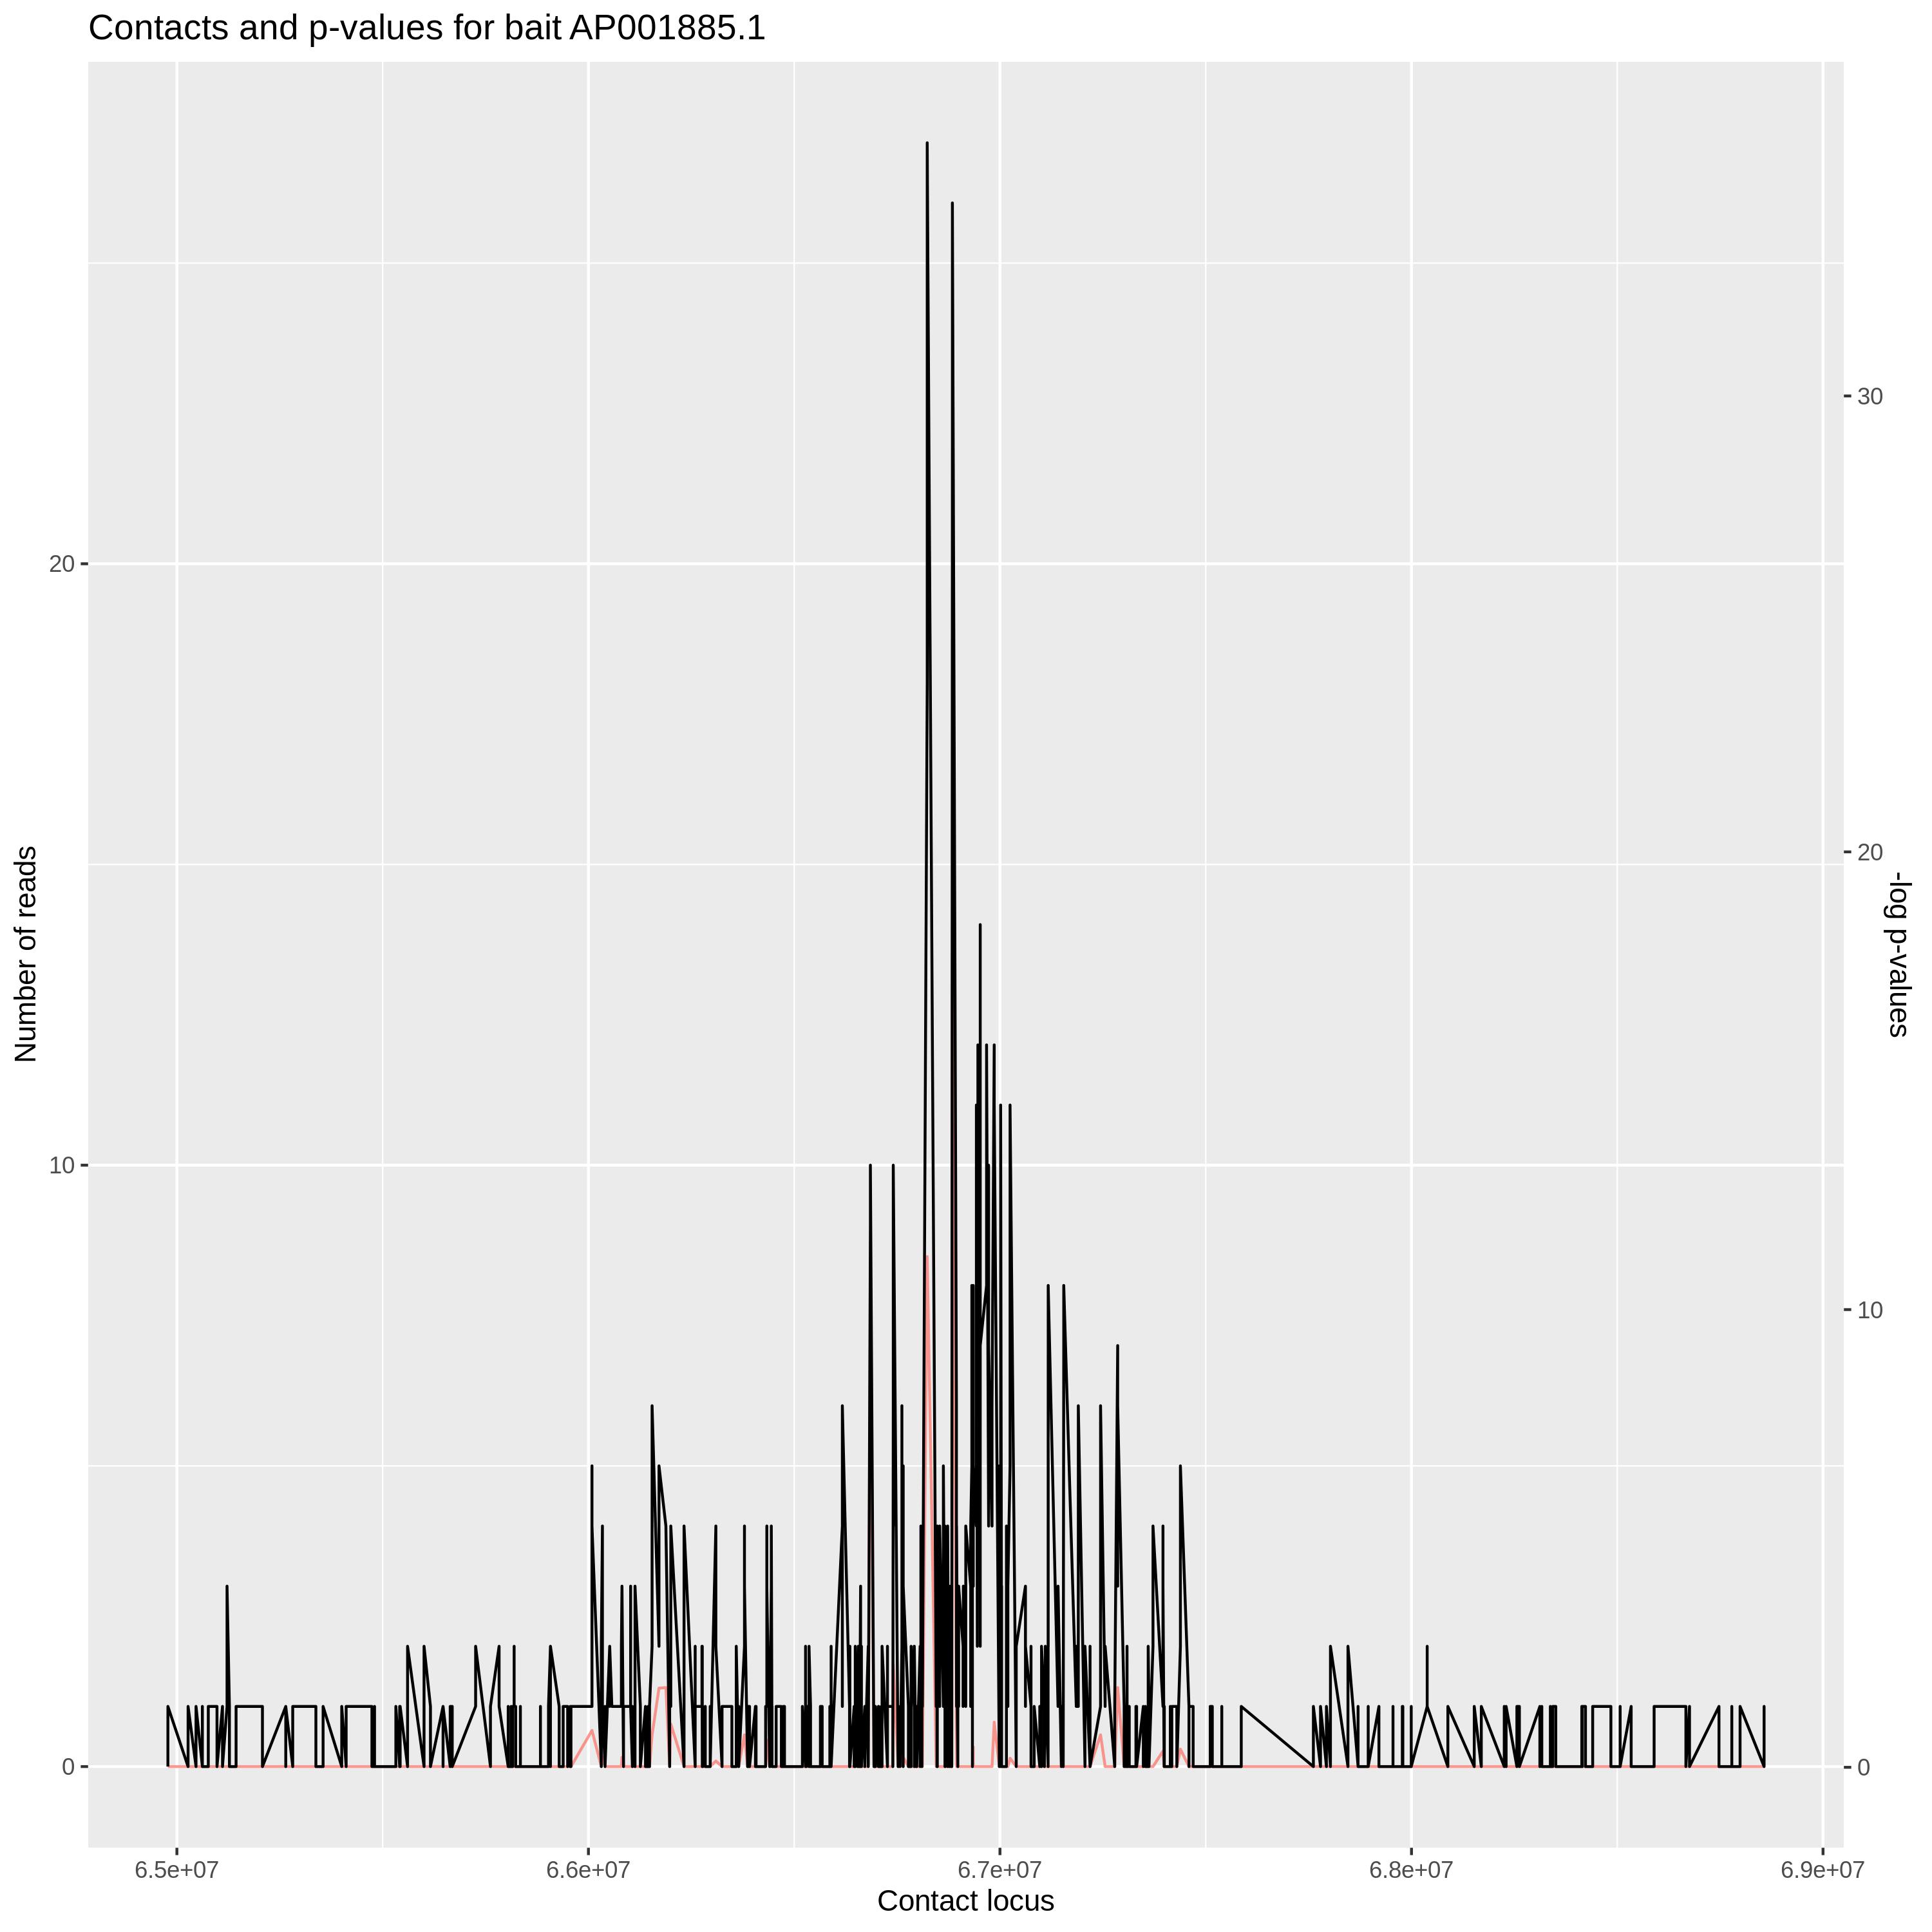 Contacts and p-values for bait AP001885.1
Number of reads
20
10
0
30
20
10
0
-log p-values
6.5e+07
6.6e+07
6.7e+07
6.8e+07
6.9e+07
Contact locus